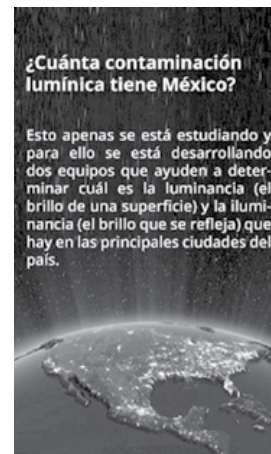 ¿Cuánta contaminación
lumínica tiene México?
Esto apenas se está estudiando y
para ello se está desarrollando
dos equipos que ayuden a deter-
minar cuál es la luminancia (el
brillo de una superficie) y la ilumi-
nancia (el brillo que se refleja) que
hay en las principales ciudades del
país.